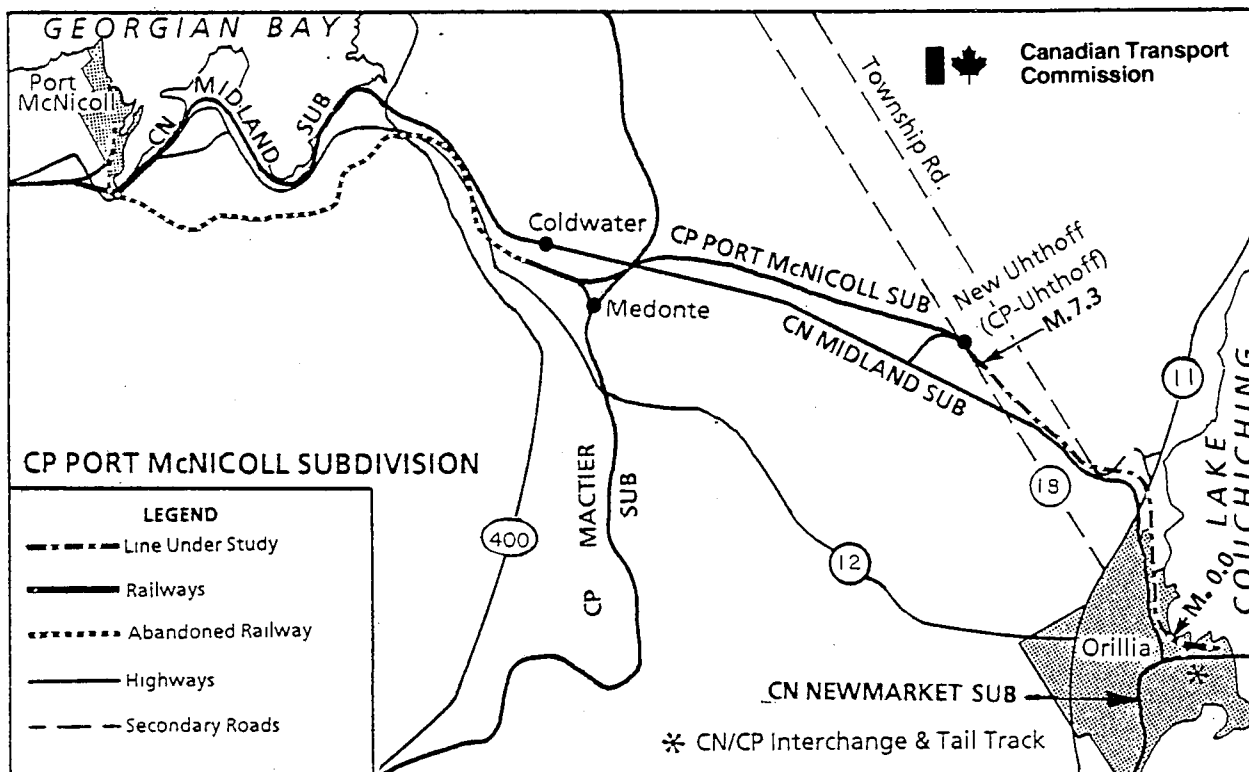 GEORGIAN BAY
Port
McNicoll
CN MIDLAND SUB
Canadian Transport
Commission
Township Rd.
Coldwater
CP PORT McNICOLL SUB
New Uhthoff
(CP-Uhthoff)
M.7.3
Medonte
CN MIDLAND SUB
11
LAKE
COUCHICHING
CP PORT McNICOLL SUBDIVISION
LEGEND
Line Under Study
Railways
Abandoned Railway
Highways
Secondary Roads
400
CP MACTIER
SUB
12
18
M. 0.0
Orillia
CN NEWMARKET SUB
* CN/CP Interchange & Tail Track
*